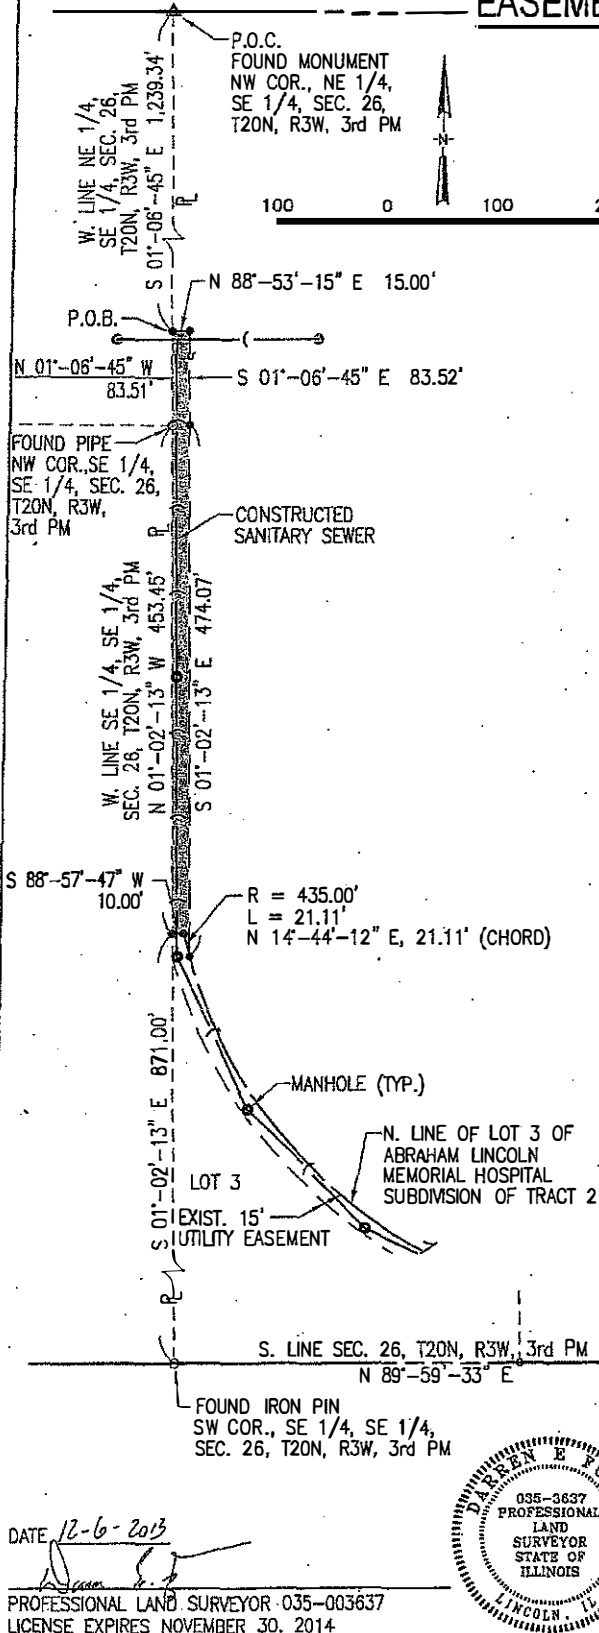 EASEME
P.O.C.
FOUND MONUMENT
NW COR., NE 1/4,
SE 1/4, SEC. 26,
T20N, R3W, 3rd PM
W. LINE NE 1/4,
SE 1/4, SEC. 26,
T20N, R3W, 3rd PM
S 01°-06'-45" E 1,239.34'
PL
-N-
100 0 100 2
N 88°-53'-15" E 15.00'
P.O.B.
N 01°-06'-45" W
83.51'
S 01°-06'-45" E 83.52'
FOUND PIPE
NW COR.,SE 1/4,
SE 1/4, SEC. 26,
T20N, R3W,
3rd PM
PL
CONSTRUCTED
SANITARY SEWER
W. LINE SE 1/4, SE 1/4,
SEC. 26, T20N, R3W, 3rd PM
N 01°-02'-13" W 453.45'
S 01°-02'-13" E 474.07'
S 88°-57'-47" W
10.00'
R = 435.00'
L = 21.11'
N 14°-44'-12" E, 21.11' (CHORD)
S 01°-02'-13" E 871.00'
PL
MANHOLE (TYP.)
N. LINE OF LOT 3 OF
ABRAHAM LINCOLN
MEMORIAL HOSPITAL
SUBDIVISION OF TRACT 2
LOT 3
EXIST. 15'
UTILITY EASEMENT
S. LINE SEC. 26, T20N, R3W, 3rd PM
N 89°-59'-33" E
FOUND IRON PIN
SW COR., SE 1/4, SE 1/4,
SEC. 26, T20N, R3W, 3rd PM
DARREN E
035-3637
PROFESSIONAL
LAND
SURVEYOR
STATE OF
ILLINOIS
LINCOLN, IL
DATE 12-6-2013
PROFESSIONAL LAND SURVEYOR 035-003637
LICENSE EXPIRES NOVEMBER 30, 2014